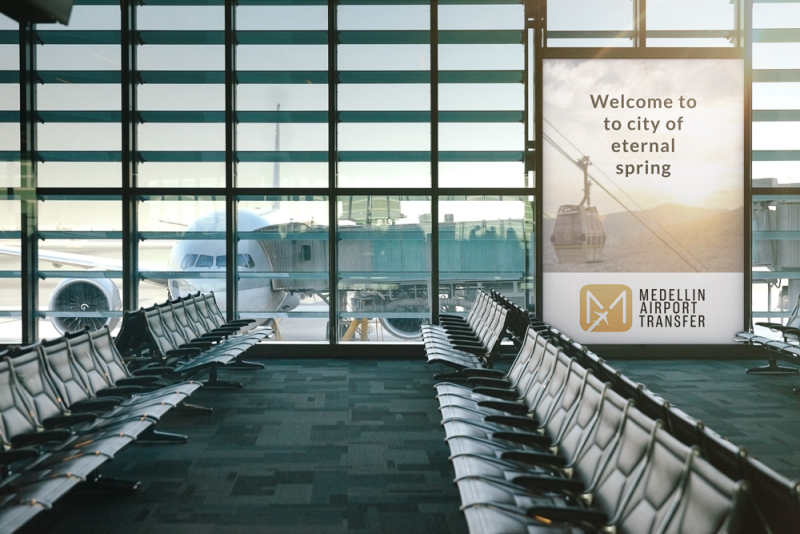 Welcome to
to city of
eternal
spring
MEDELLIN
AIRPORT
TRANSFER